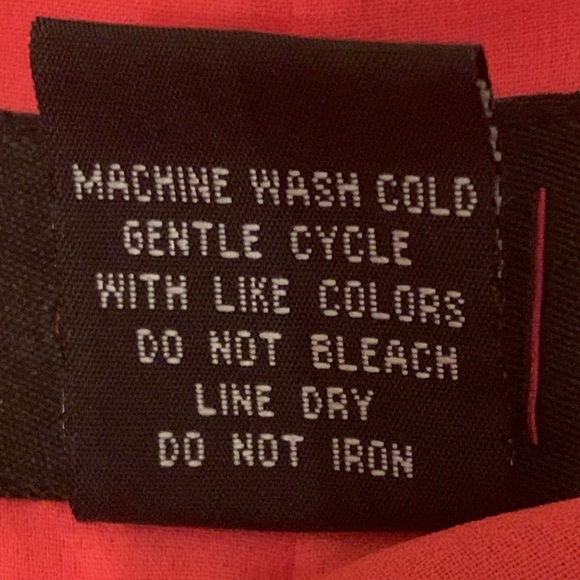 MACHINE WASH COLD
GENTLE CYCLE
WITH LIKE COLORS
DO NOT BLEACH
LINE DRY
DO NOT IRON